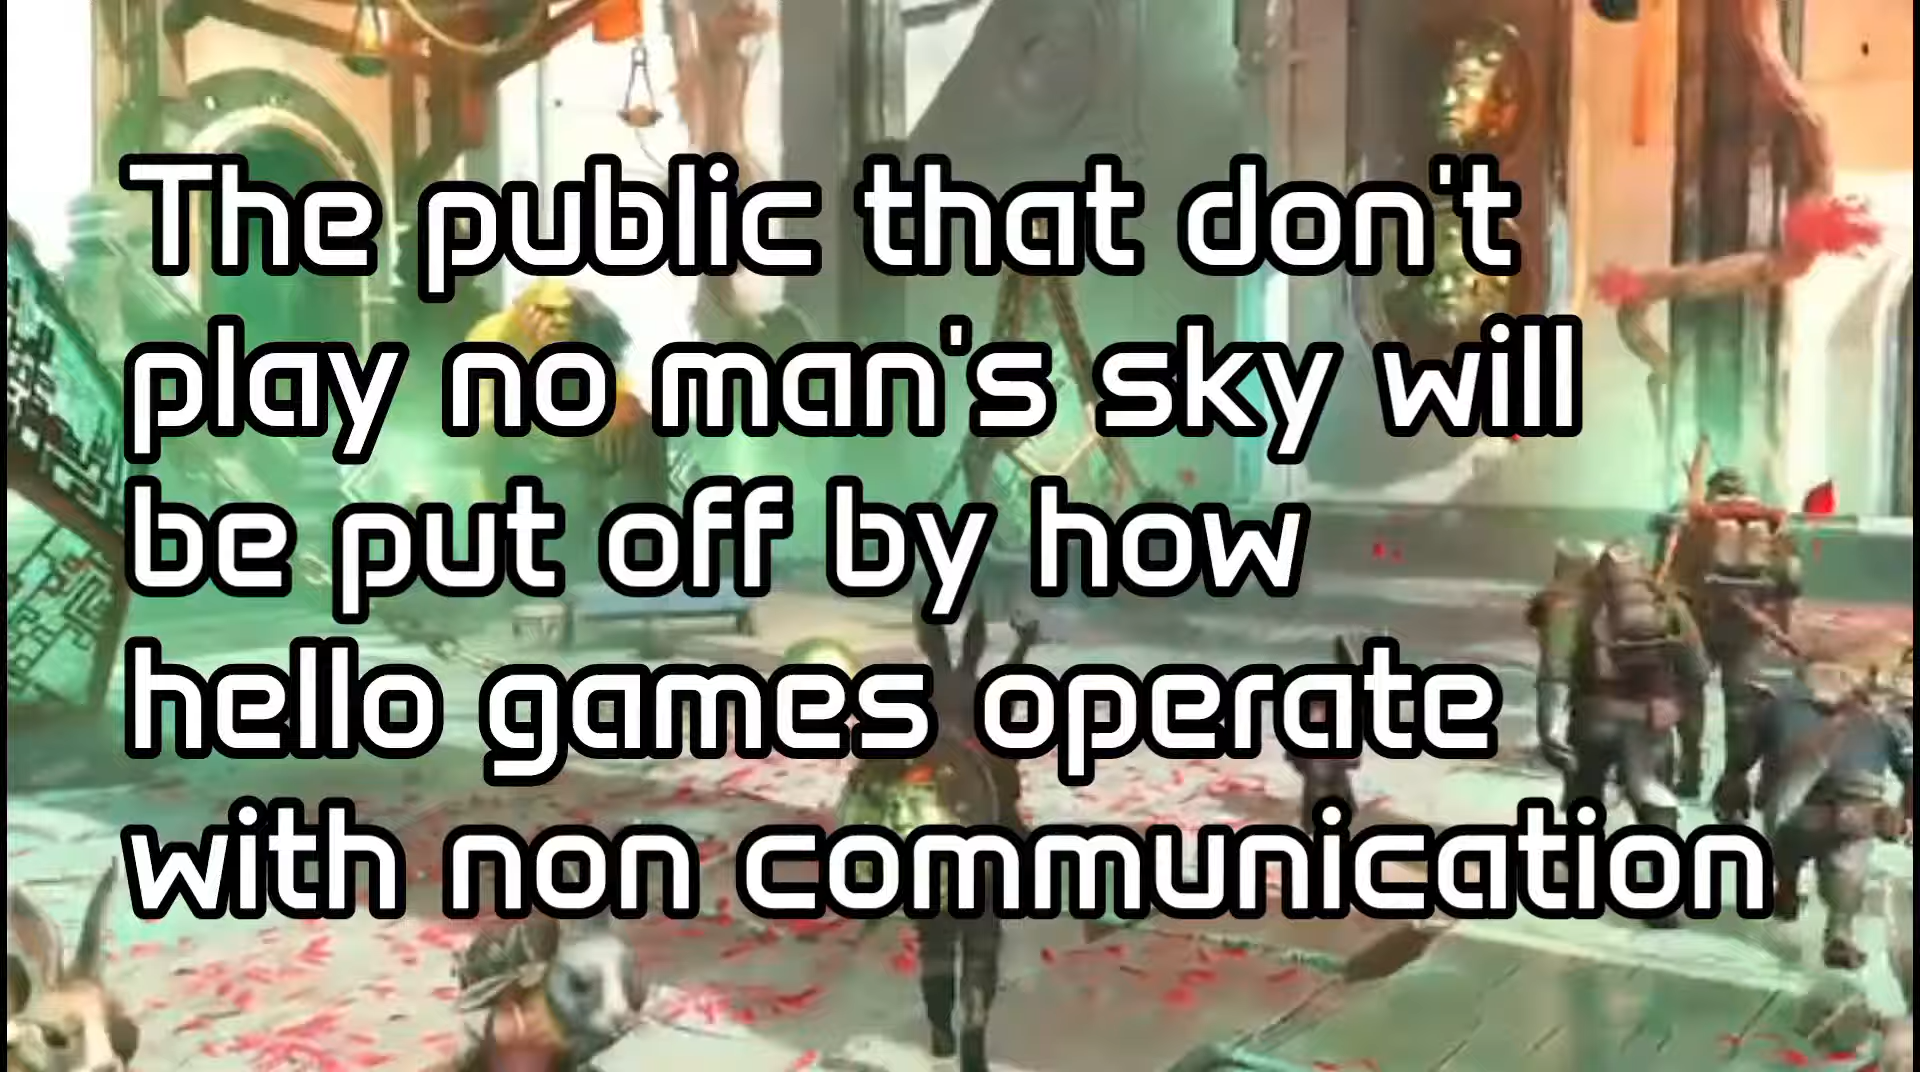 The public that don't
play no man's sky will
be put off by how
hello games operate
with non communication